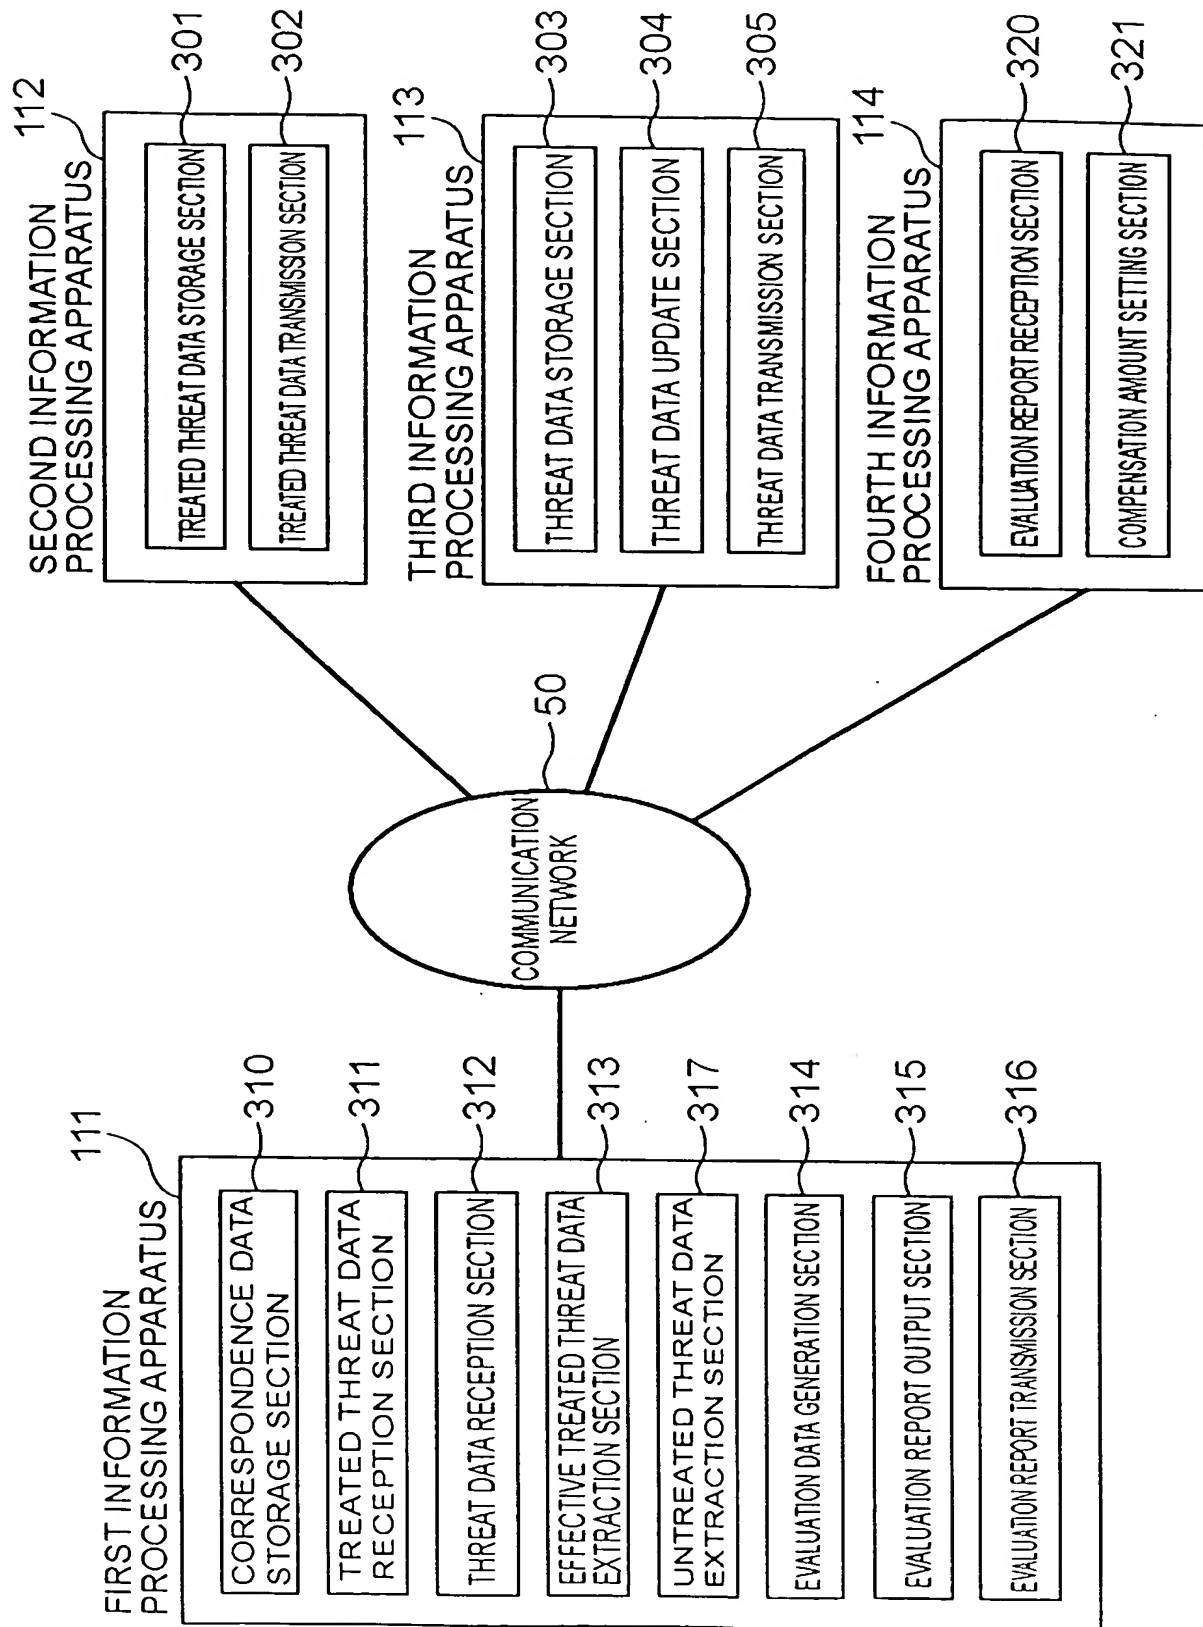 FIRST INFORMATION
PROCESSING APPARATUS
111
CORRESPONDENCE DATA
STORAGE SECTION
310
TREATED THREAT DATA
RECEPTION SECTION
311
THREAT DATA RECEPTION SECTION
312
EFFECTIVE TREATED THREAT DATA
EXTRACTION SECTION
313
UNTREATED THREAT DATA
EXTRACTION SECTION
317
EVALUATION DATA GENERATION SECTION
314
EVALUATION REPORT OUTPUT SECTION
315
EVALUATION REPORT TRANSMISSION SECTION
316
COMMUNICATION
NETWORK
50
SECOND INFORMATION
PROCESSING APPARATUS
112
TREATED THREAT DATA STORAGE SECTION
301
TREATED THREAT DATA TRANSMISSION SECTION
302
THIRD INFORMATION
PROCESSING APPARATUS
113
THREAT DATA STORAGE SECTION
303
THREAT DATA UPDATE SECTION
304
THREAT DATA TRANSMISSION SECTION
305
FOURTH INFORMATION
PROCESSING APPARATUS
114
EVALUATION REPORT RECEPTION SECTION
320
COMPENSATION AMOUNT SETTING SECTION
321